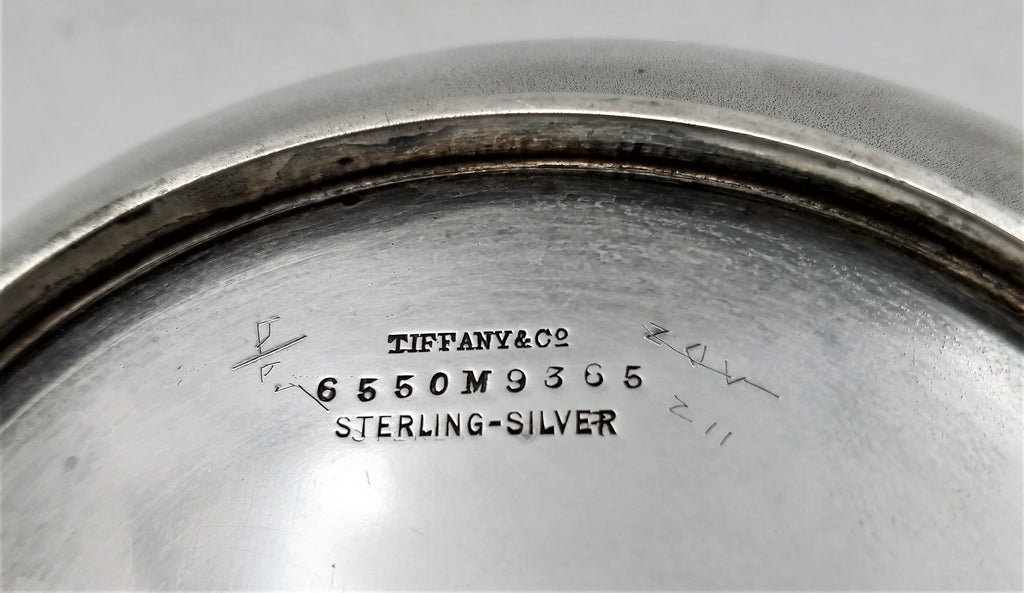 TIFFANY & Cº
6550M9365
STERLING-SILVER